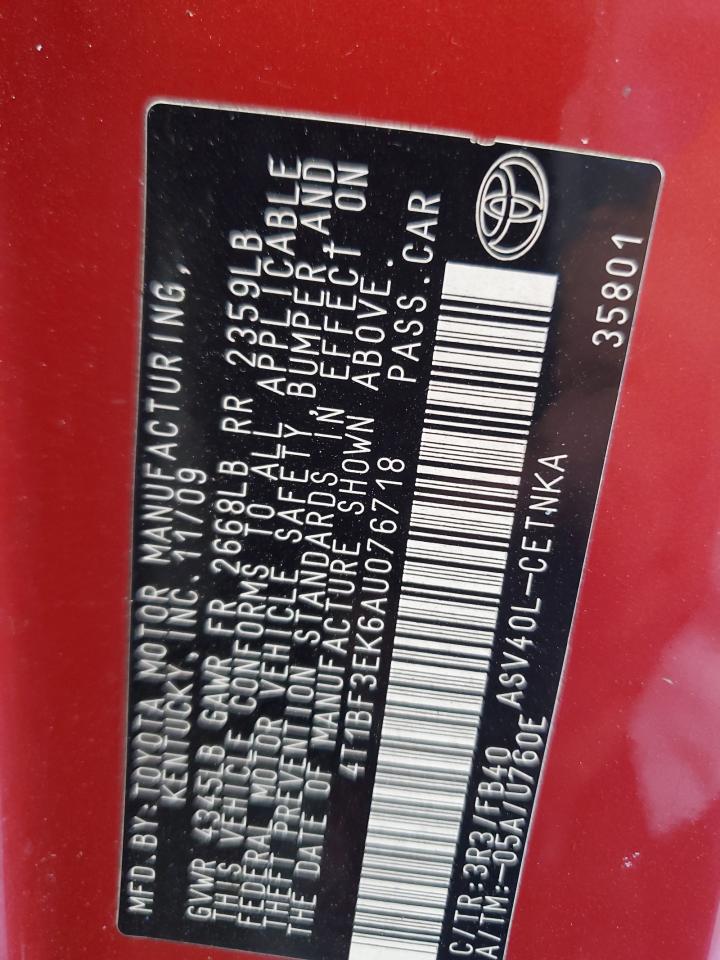 MFD.BY:TOYOTA MOTOR MANUFACTURING,
KENTUCKY,INC. 11/09
GVWR 4345LB GAWR FR 2668LB RR 2359LB
THIS VEHICLE CONFORMS TO ALL APPLICABLE
FEDERAL MOTOR VEHICLE SAFETY, BUMPER,AND
THEFT PREVENTION STANDARDS IN EFFECT ON
THE DATE OF MANUFACTURE SHOWN ABOVE.
4T1BF3EK6AU076718 PASS.CAR
C/TR:3R3/FB40 ASV40L-CETNKA
A/TM:-05A/U760E
35801